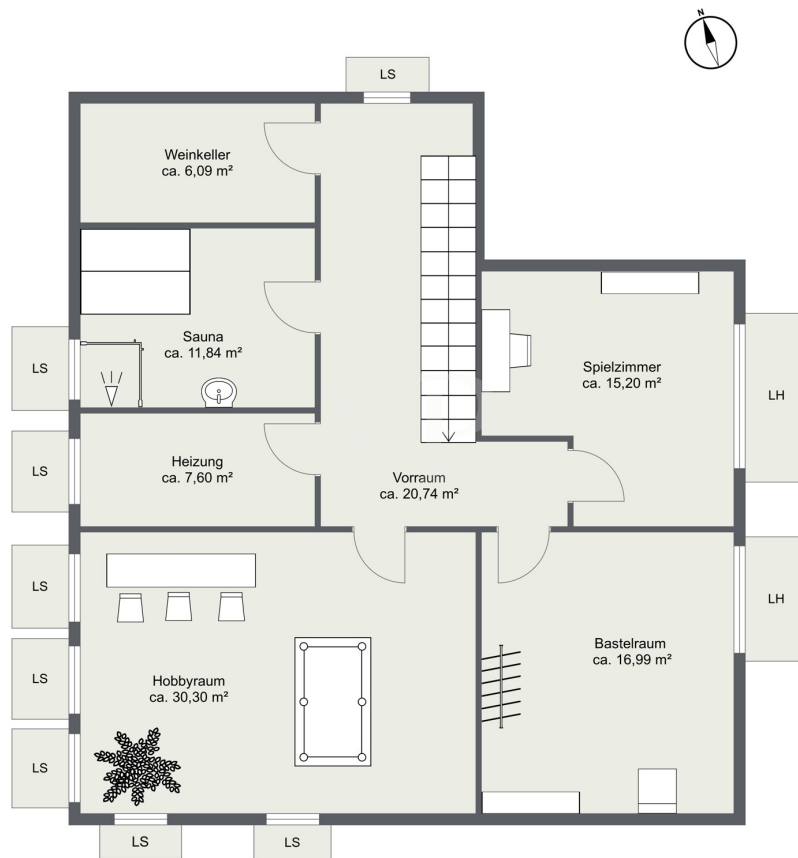 N
LS
Weinkeller
ca. 6,09 m²
Sauna
ca. 11,84 m²
LS
Spielzimmer
ca. 15,20 m²
LH
LS
Heizung
ca. 7,60 m²
Vorraum
ca. 20,74 m²
LS
LH
Bastelraum
ca. 16,99 m²
LS
Hobbyraum
ca. 30,30 m²
LS
LS
LS